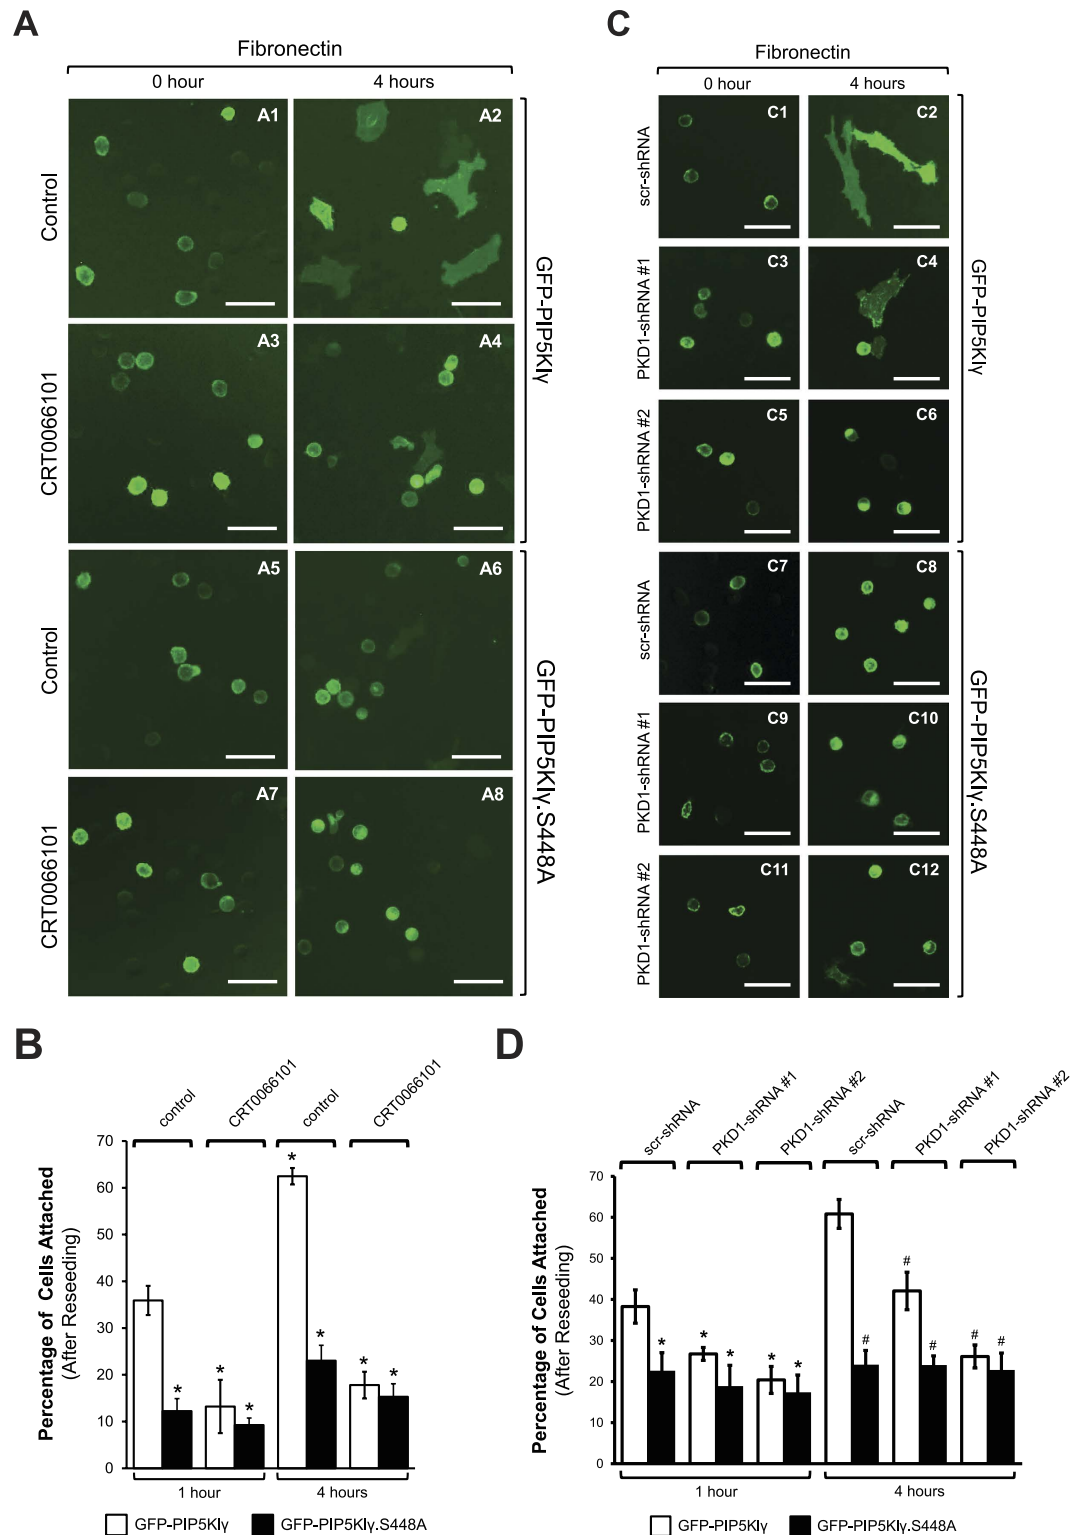 A
Fibronectin
0 hour
4 hours
Control
A1
A2
CRT0066101
A3
A4
GFP-PIP5KIγ
Control
A5
A6
CRT0066101
A7
A8
GFP-PIP5KIγ.S448A
C
Fibronectin
0 hour
4 hours
scr-shRNA
C1
C2
PKD1-shRNA #1
C3
C4
PKD1-shRNA #2
C5
C6
GFP-PIP5KIγ
scr-shRNA
C7
C8
PKD1-shRNA #1
C9
C10
PKD1-shRNA #2
C11
C12
GFP-PIP5KIγ.S448A
B
control
CRT0066101
control
CRT0066101
Percentage of Cells Attached
(After Reseeding)
70
60
50
40
30
20
10
0
*
*
*
*
*
*
*
1 hour
4 hours
GFP-PIP5KIγ
GFP-PIP5KIγ.S448A
D
scr-shRNA
PKD1-shRNA #1
PKD1-shRNA #2
scr-shRNA
PKD1-shRNA #1
PKD1-shRNA #2
Percentage of Cells Attached
(After Reseeding)
70
60
50
40
30
20
10
0
*
*
*
*
*
#
#
#
#
#
1 hour
4 hours
GFP-PIP5KIγ
GFP-PIP5KIγ.S448A